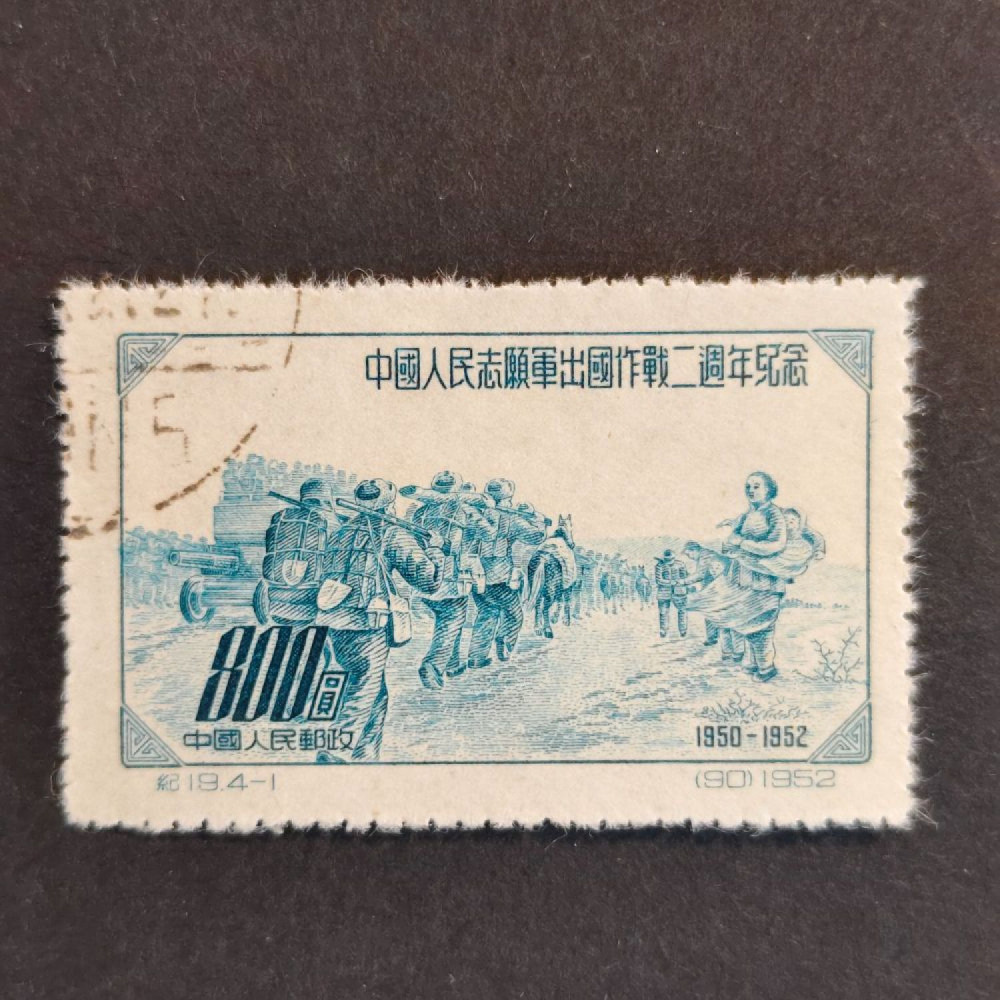 中國人民志願軍出國作戰二週年紀念
800圓
中國人民郵政
1950-1952
紀19.4-1
(90)1952